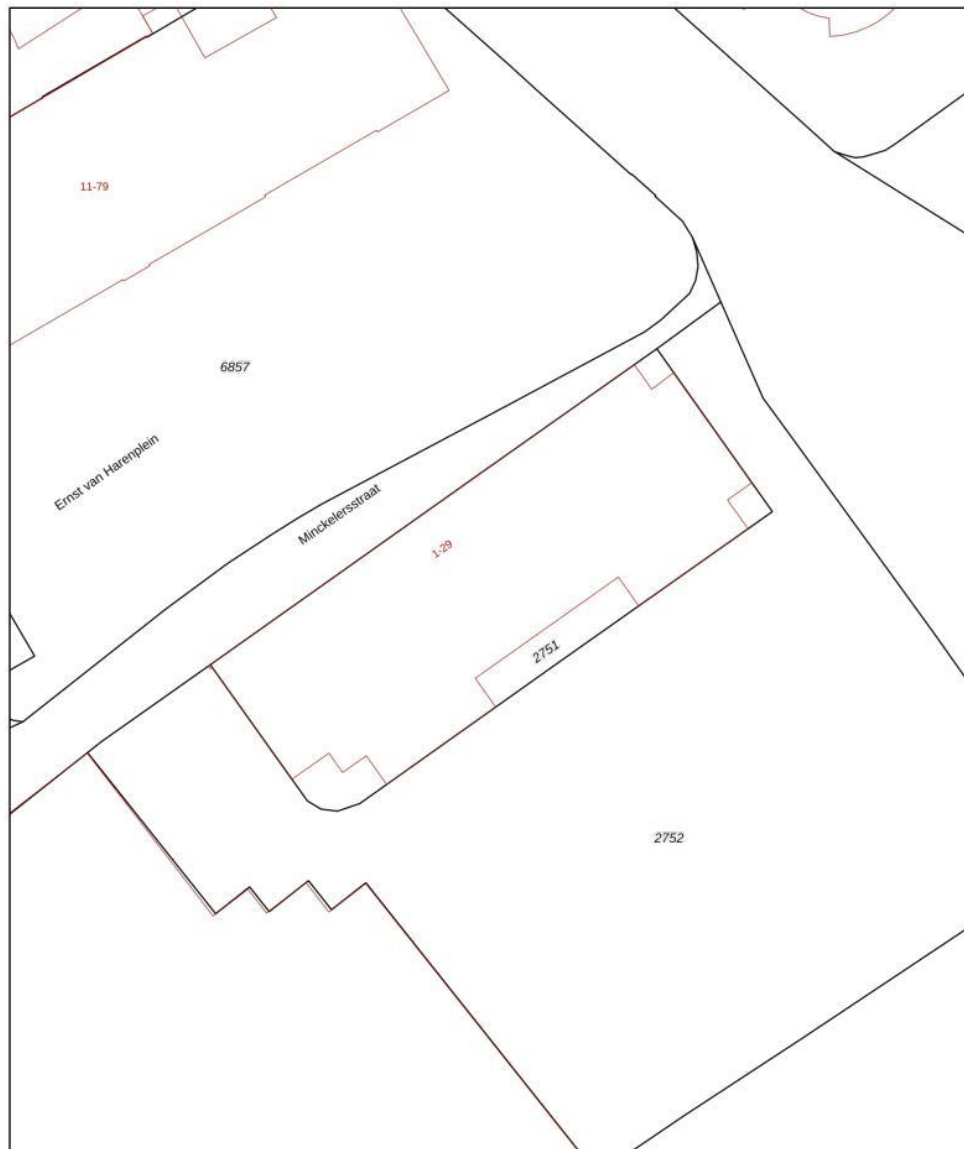 11-79
6857
Ernst van Harenplein
Minckelersstraat
1-29
2751
2752